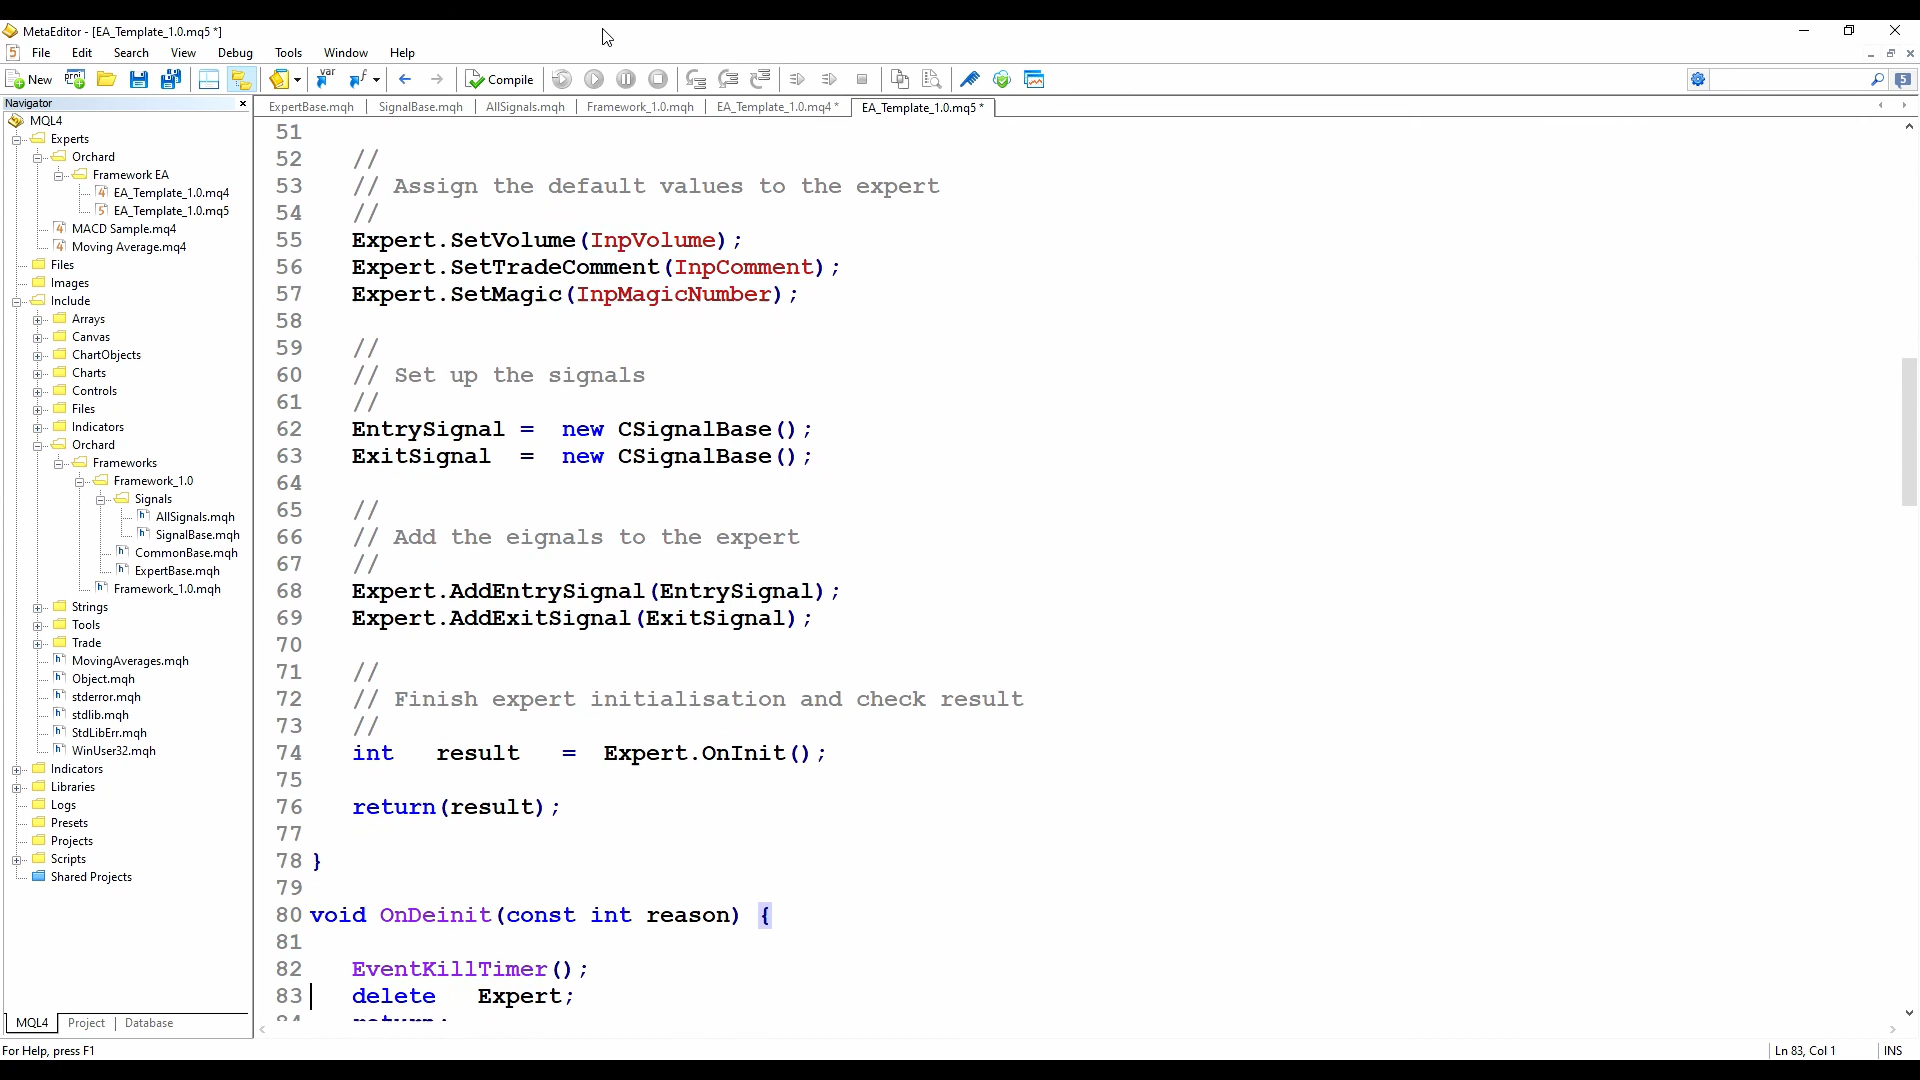 MetaEditor - [EA_Template_1.0.mq5 *]
File Edit Search View Debug Tools Window Help
New Compile
Navigator
ExpertBase.mqh SignalBase.mqh AllSignals.mqh Framework_1.0.mqh EA_Template_1.0.mq4 * EA_Template_1.0.mq5 *
MQL4
Experts
Orchard
Framework EA
EA_Template_1.0.mq4
EA_Template_1.0.mq5
MACD Sample.mq4
Moving Average.mq4
Files
Images
Include
Arrays
Canvas
ChartObjects
Charts
Controls
Files
Indicators
Orchard
Frameworks
Framework_1.0
Signals
AllSignals.mqh
SignalBase.mqh
CommonBase.mqh
ExpertBase.mqh
Framework_1.0.mqh
Strings
Tools
Trade
MovingAverages.mqh
Object.mqh
stderror.mqh
stdlib.mqh
StdLibErr.mqh
WinUser32.mqh
Indicators
Libraries
Logs
Presets
Projects
Scripts
Shared Projects
MQL4 Project Database
51
52 //
53 // Assign the default values to the expert
54 //
55 Expert.SetVolume(InpVolume);
56 Expert.SetTradeComment(InpComment);
57 Expert.SetMagic(InpMagicNumber);
58
59 //
60 // Set up the signals
61 //
62 EntrySignal = new CSignalBase();
63 ExitSignal = new CSignalBase();
64
65 //
66 // Add the eignals to the expert
67 //
68 Expert.AddEntrySignal(EntrySignal);
69 Expert.AddExitSignal(ExitSignal);
70
71 //
72 // Finish expert initialisation and check result
73 //
74 int result = Expert.OnInit();
75
76 return(result);
77
78 }
79
80 void OnDeinit(const int reason) {
81
82 EventKillTimer();
83 delete Expert;
84 return;
For Help, press F1
Ln 83, Col 1 INS